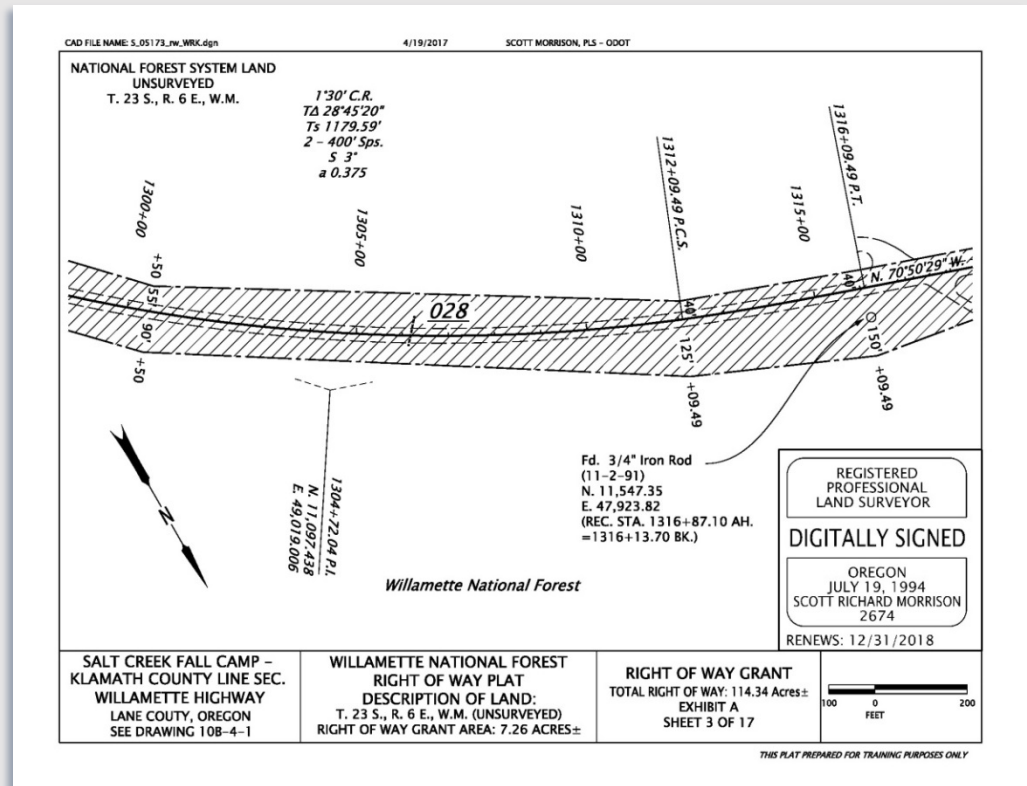 CAD FILE NAME: S_05173_rw_WRK.dgn
4/19/2017
SCOTT MORRISON, PLS - ODOT
NATIONAL FOREST SYSTEM LAND
UNSURVEYED
T. 23 S., R. 6 E., W.M.
1°30' C.R.
TΔ 28°45'20"
Ts 1179.59'
2 - 400' Sps.
S 3°
a 0.375
1300+00
1305+00
1310+00
1312+09.49 P.C.S.
1315+00
1316+09.49 P.T.
+50
55'
90'
+50
028
40'
125'
+09.49
40'
N. 70°50'29" W.
150'
+09.49
1304+72.04 P.I.
N. 11,097.438
E. 49,019.006
N
Fd. 3/4" Iron Rod
(11-2-91)
N. 11,547.35
E. 47,923.82
(REC. STA. 1316+87.10 AH.
=1316+13.70 BK.)
Willamette National Forest
REGISTERED
PROFESSIONAL
LAND SURVEYOR
DIGITALLY SIGNED
OREGON
JULY 19, 1994
SCOTT RICHARD MORRISON
2674
RENEWS: 12/31/2018
SALT CREEK FALL CAMP -
KLAMATH COUNTY LINE SEC.
WILLAMETTE HIGHWAY
LANE COUTY, OREGON
SEE DRAWING 10B-4-1
WILLAMETTE NATIONAL FOREST
RIGHT OF WAY PLAT
DESCRIPTION OF LAND:
T. 23 S., R. 6 E., W.M. (UNSURVEYED)
RIGHT OF WAY GRANT AREA: 7.26 ACRES±
RIGHT OF WAY GRANT
TOTAL RIGHT OF WAY: 114.34 Acres±
EXHIBIT A
SHEET 3 OF 17
100 0 200
FEET
THIS PLAT PREPARED FOR TRAINING PURPOSES ONLY